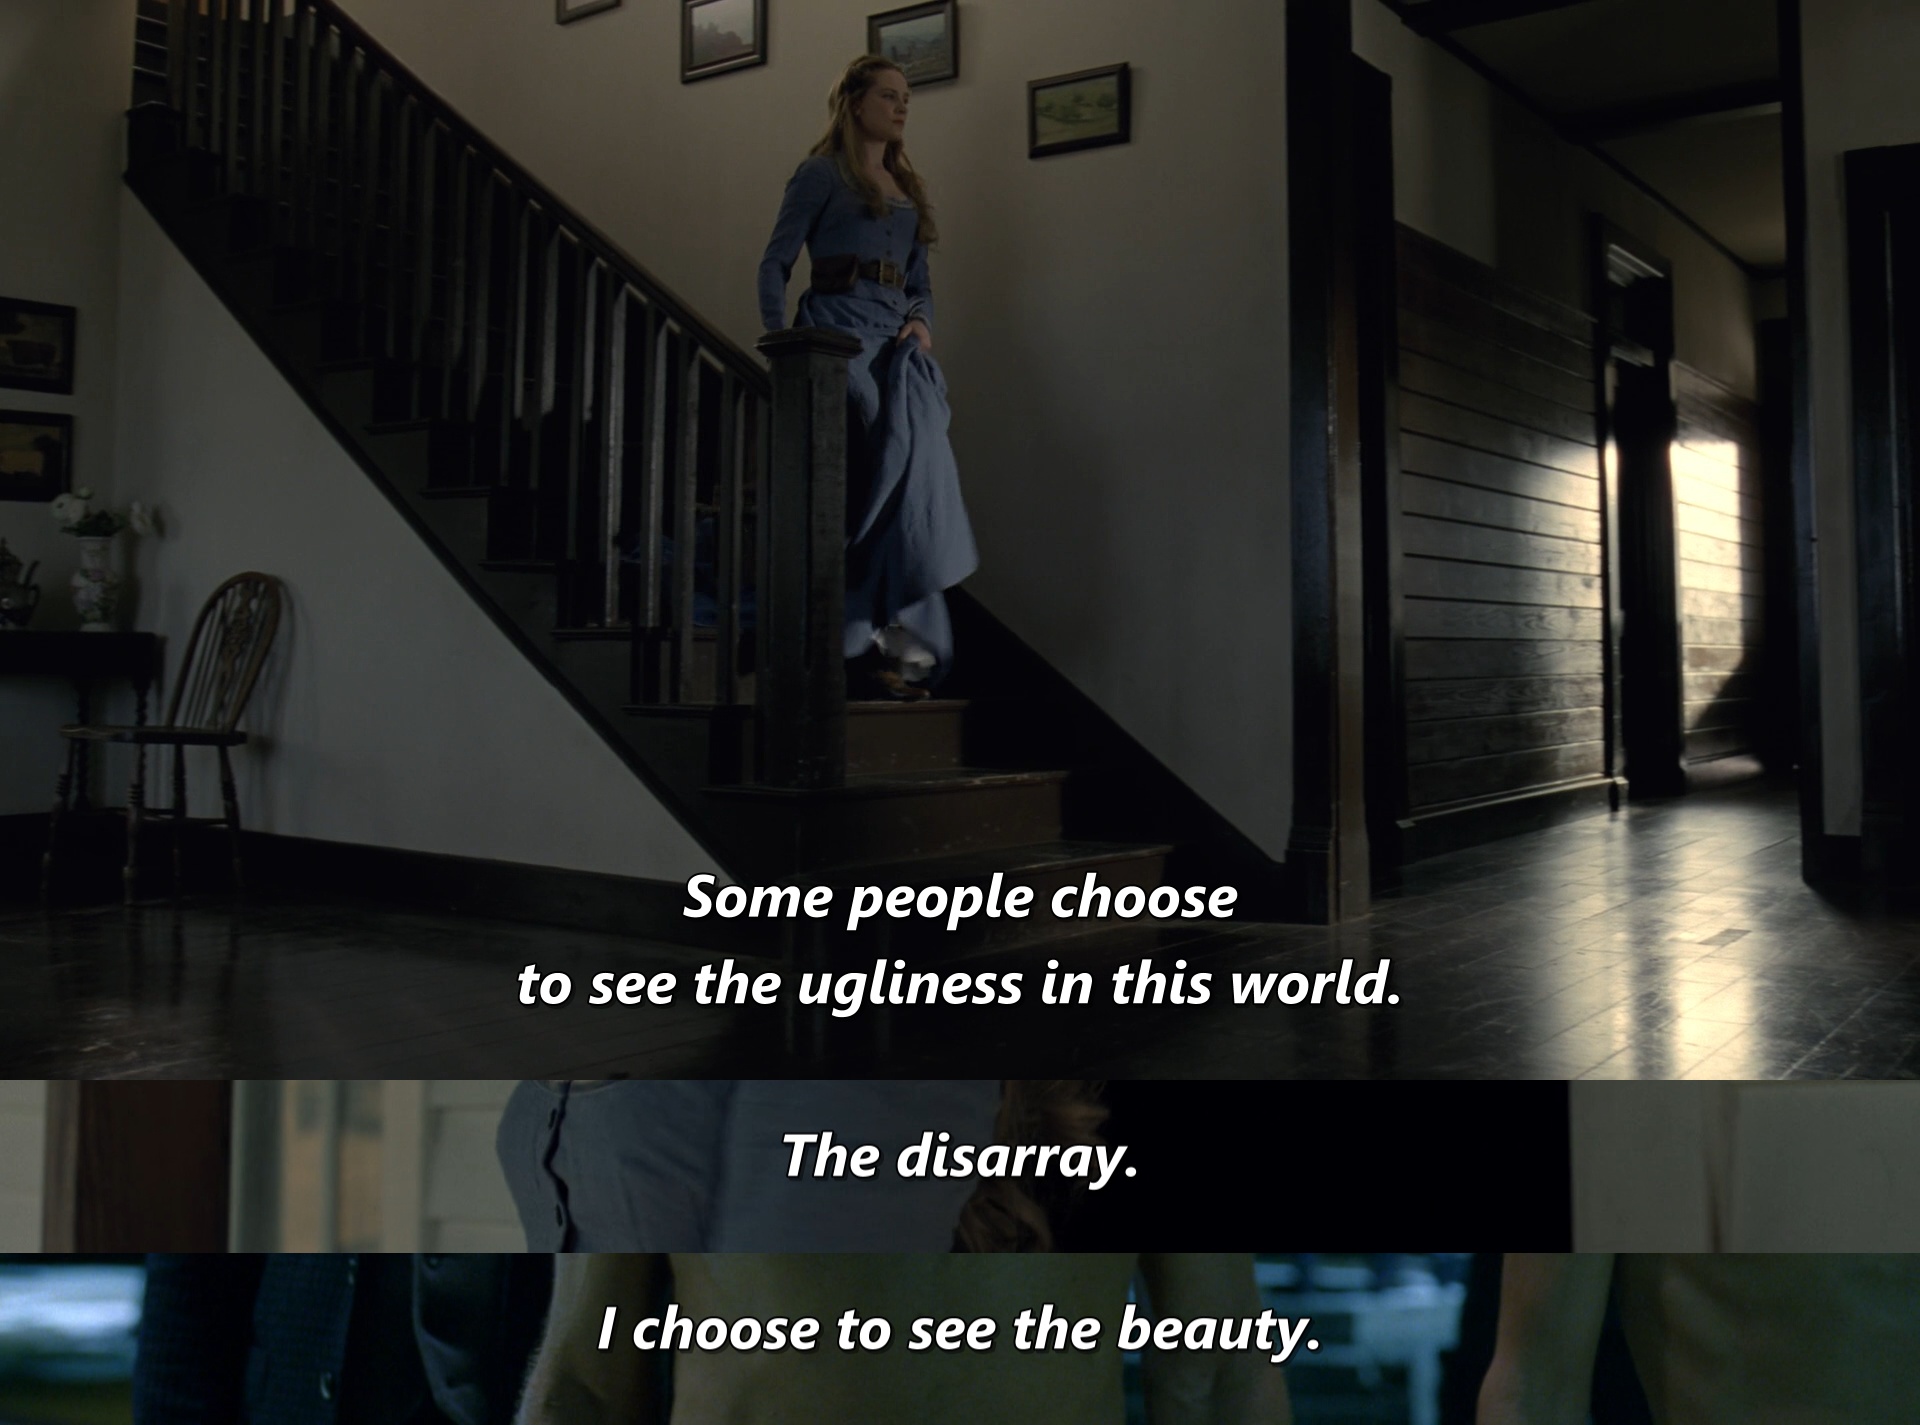 Some people choose
to see the ugliness in this world.
The disarray.
I choose to see the beauty.